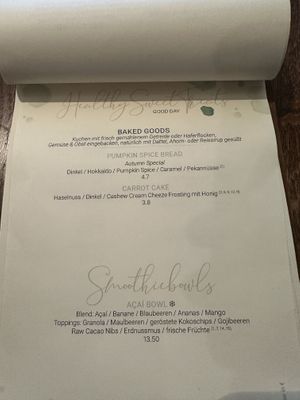 Healthy Sweet Treats
GOOD DAY
BAKED GOODS
Kuchen mit frisch gemahlenem Getreide oder Haferflocken,
Gemüse & Obst eingebacken, natürlich mit Dattel, Ahorn- oder Reissirup gesüßt
PUMPKIN SPICE BREAD
Autumn Special
Dinkel / Hokkaido / Pumpkin Spice / Caramel / Pekannüsse
4.7
CARROT CAKE
Haselnuss / Dinkel / Cashew Cream Cheeze Frosting mit Honig
3.8
Smoothiebowls
AÇAÍ BOWL ❄
Blend: Açaí / Banane / Blaubeeren / Ananas / Mango
Toppings: Granola / Maulbeeren / geröstete Kokoschips / Gojibeeren
Raw Cacao Nibs / Erdnussmus / frische Früchte
13.50